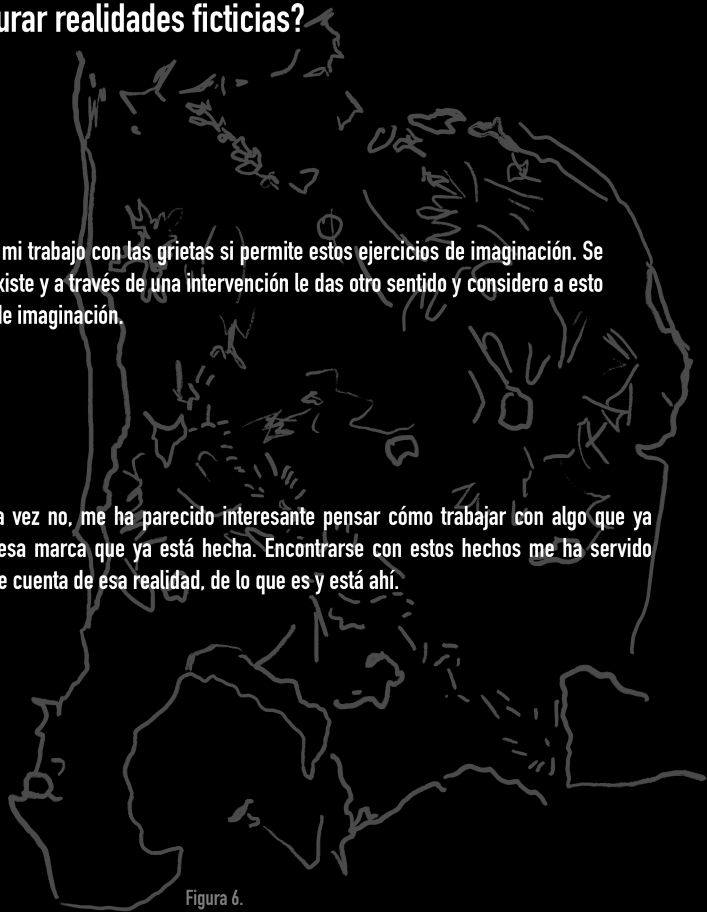 urar realidades ficticias?
mi trabajo con las grietas si permite estos ejercicios de imaginación. Se
xiste y a través de una intervención le das otro sentido y considero a esto
de imaginación.
a vez no, me ha parecido interesante pensar cómo trabajar con algo que ya
esa marca que ya está hecha. Encontrarse con estos hechos me ha servido
e cuenta de esa realidad, de lo que es y está ahí.
Figura 6.